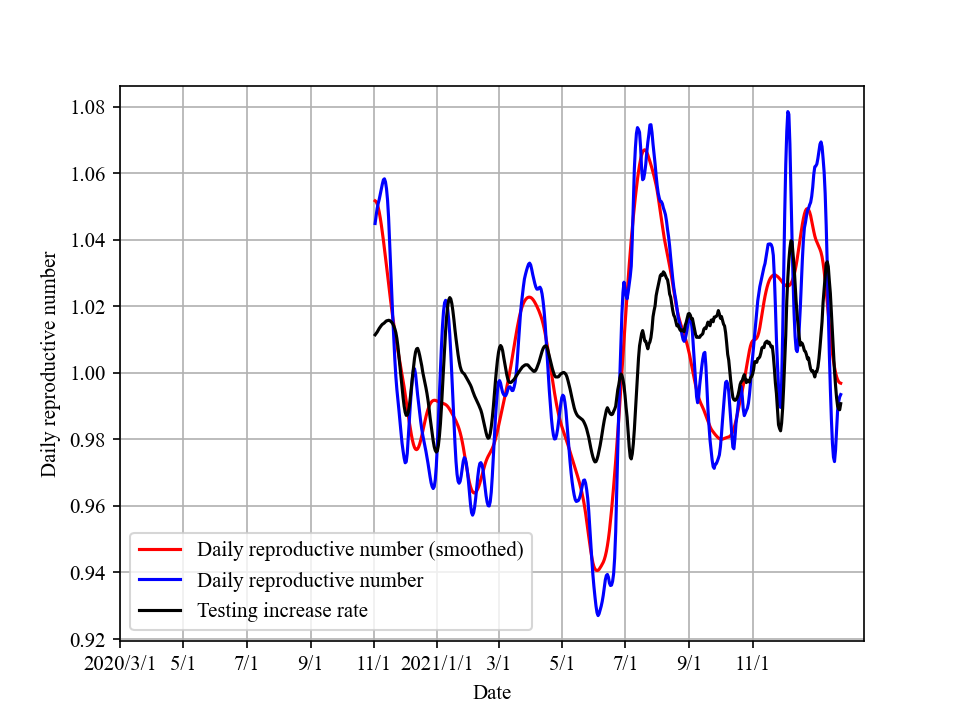 1.08
1.06
1.04
1.02
1.00
0.98
0.96
0.94
0.92
Daily reproductive number
Daily reproductive number (smoothed)
Daily reproductive number
Testing increase rate
2020/3/1 5/1 7/1 9/1 11/1 2021/1/1 3/1 5/1 7/1 9/1 11/1
Date